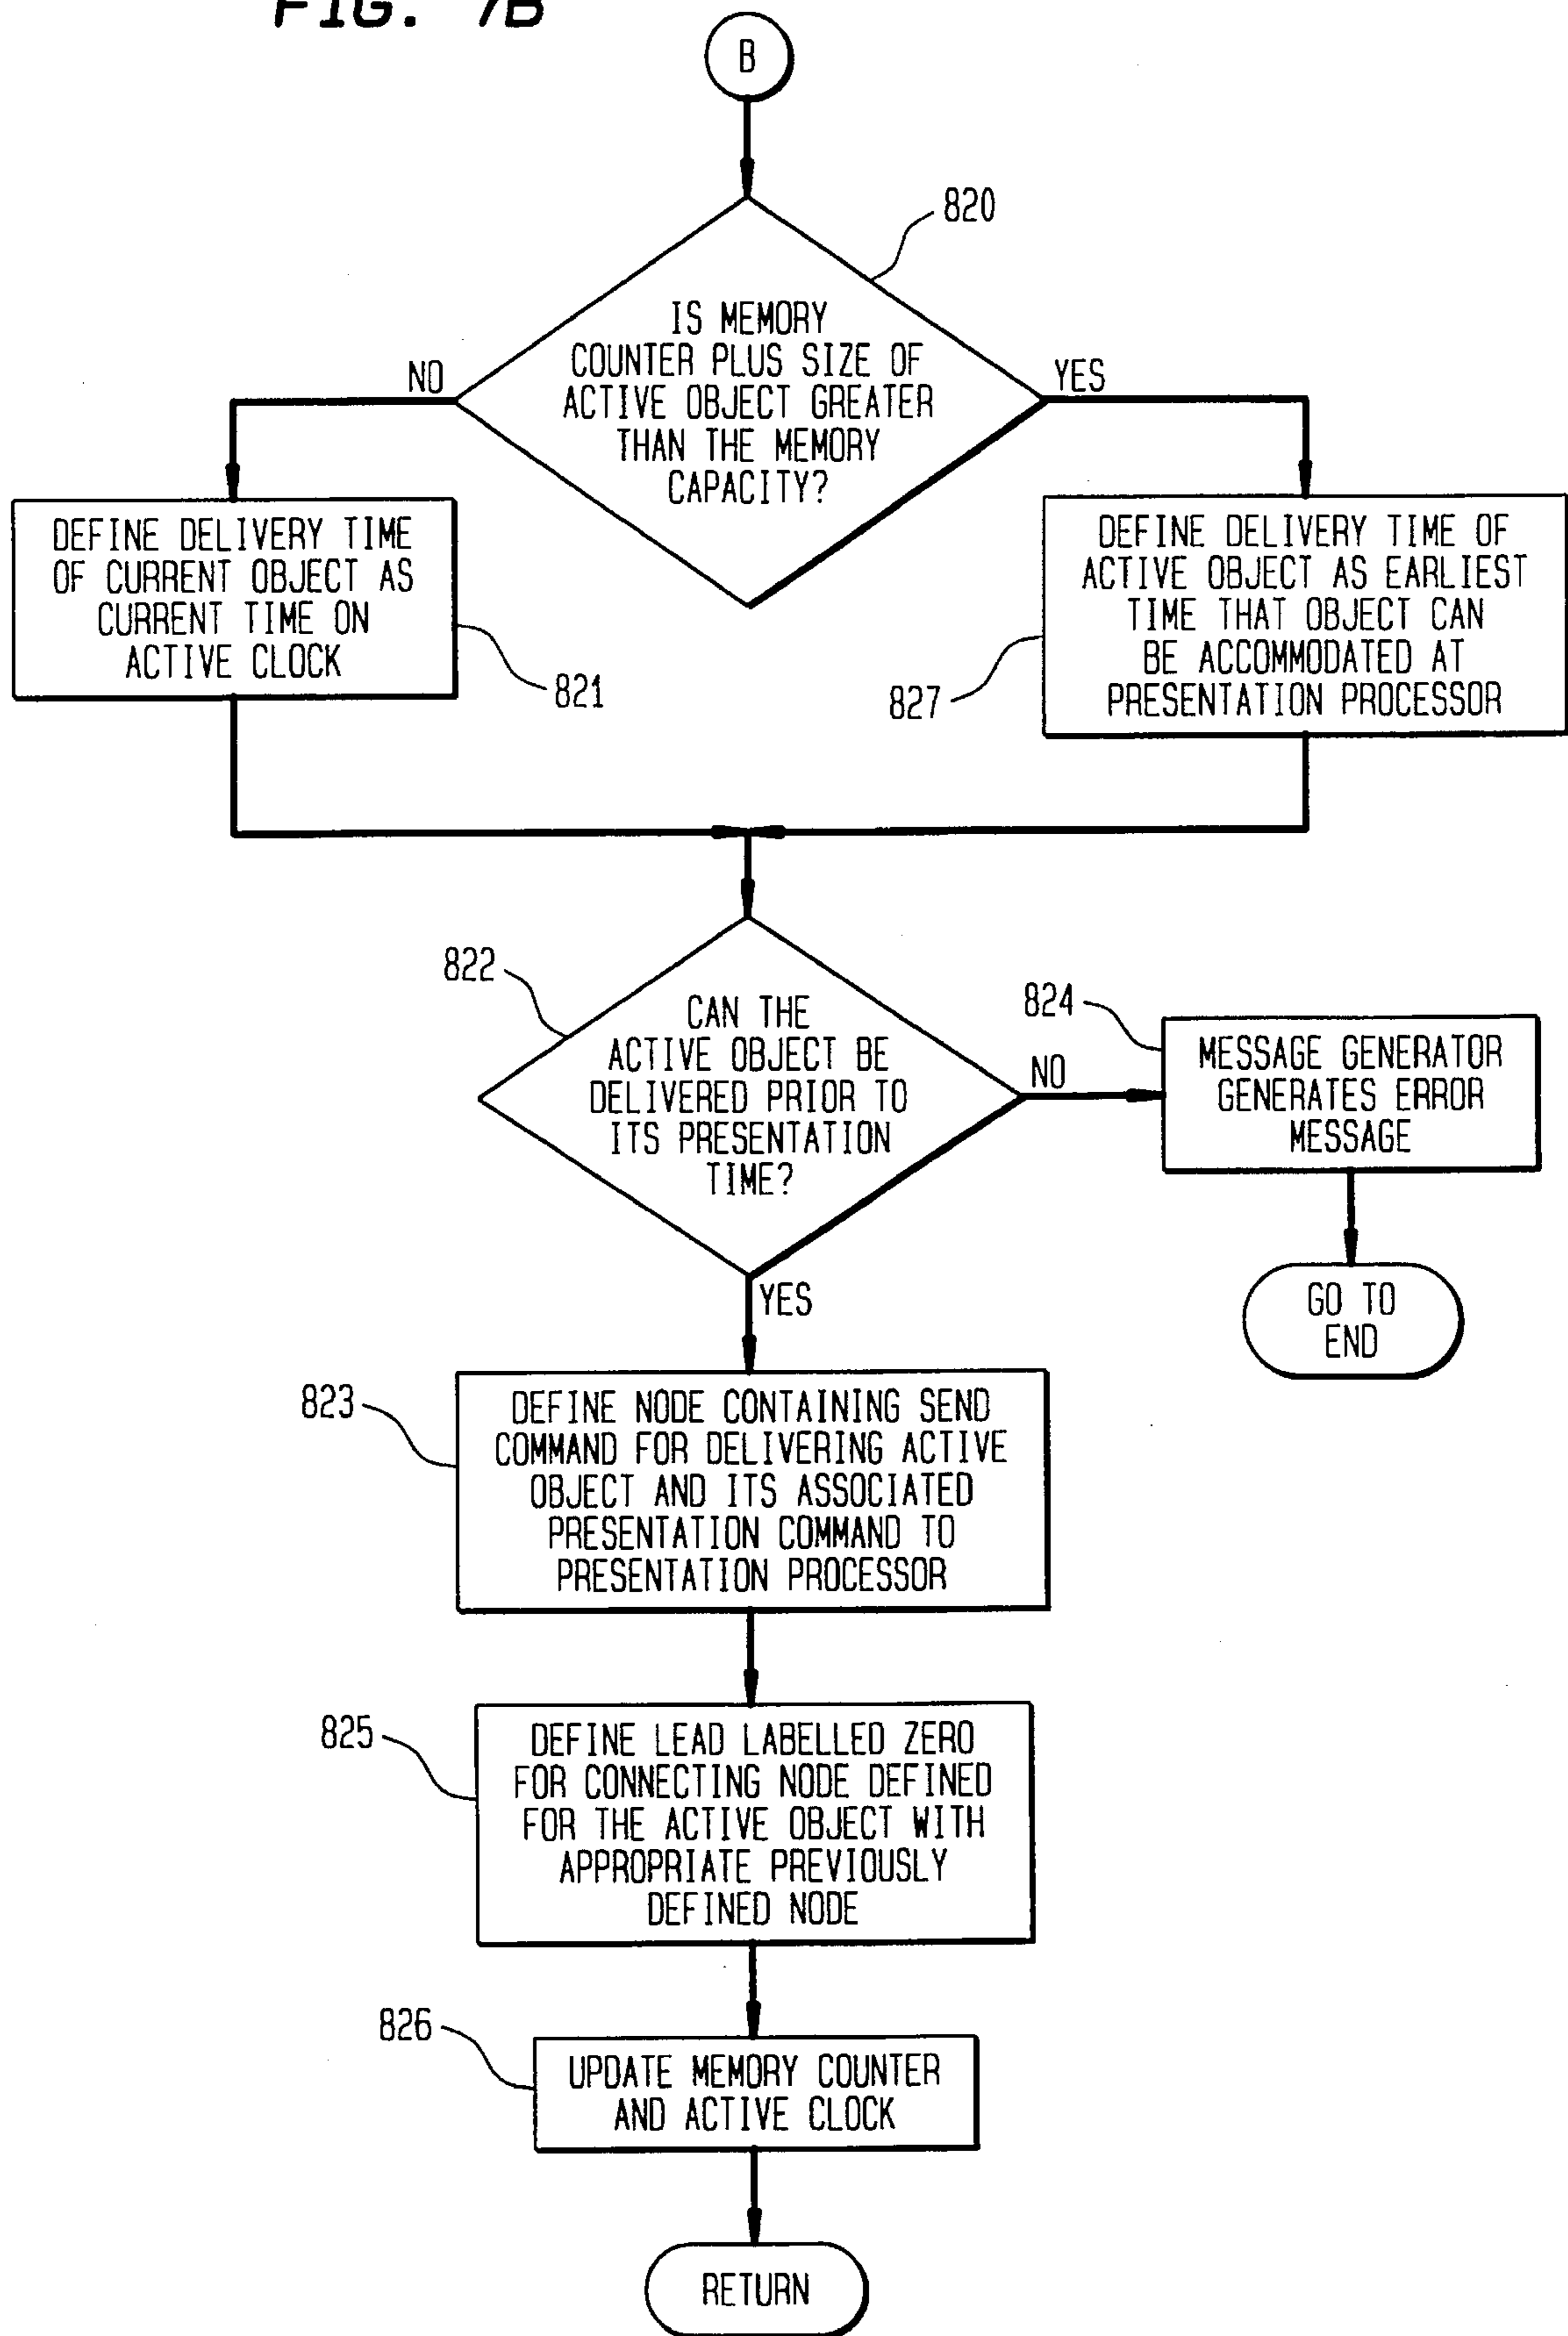 FIG. 7B
B
820
IS MEMORY
COUNTER PLUS SIZE OF
ACTIVE OBJECT GREATER
THAN THE MEMORY
CAPACITY?
NO
YES
DEFINE DELIVERY TIME
OF CURRENT OBJECT AS
CURRENT TIME ON
ACTIVE CLOCK
821
DEFINE DELIVERY TIME OF
ACTIVE OBJECT AS EARLIEST
TIME THAT OBJECT CAN
BE ACCOMMODATED AT
PRESENTATION PROCESSOR
827
822
CAN THE
ACTIVE OBJECT BE
DELIVERED PRIOR TO
ITS PRESENTATION
TIME?
NO
824
MESSAGE GENERATOR
GENERATES ERROR
MESSAGE
GO TO
END
YES
823
DEFINE NODE CONTAINING SEND
COMMAND FOR DELIVERING ACTIVE
OBJECT AND ITS ASSOCIATED
PRESENTATION COMMAND TO
PRESENTATION PROCESSOR
825
DEFINE LEAD LABELLED ZERO
FOR CONNECTING NODE DEFINED
FOR THE ACTIVE OBJECT WITH
APPROPRIATE PREVIOUSLY
DEFINED NODE
826
UPDATE MEMORY COUNTER
AND ACTIVE CLOCK
RETURN